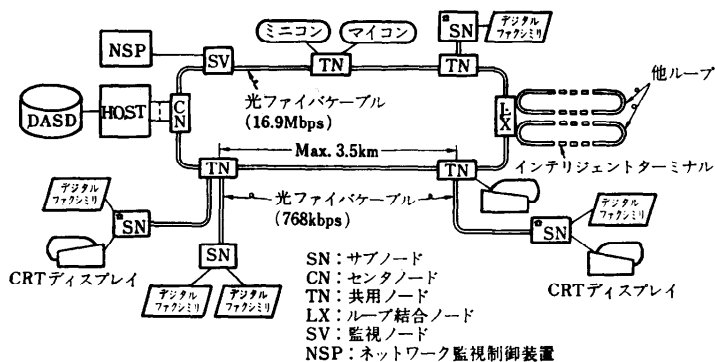 ミニコン
マイコン
SN
デジタル
ファクシミリ
NSP
SV
TN
TN
光ファイバケーブル
(16.9Mbps)
他ループ
DASD
HOST
CN
LX
Max. 3.5km
インテリジェントターミナル
TN
TN
光ファイバケーブル
(768kbps)
デジタル
ファクシミリ
SN
CRTディスプレイ
SN
デジタル
ファクシミリ
デジタル
ファクシミリ
デジタル
ファクシミリ
SN
CRTディスプレイ
SN：サブノード
CN：センタノード
TN：共用ノード
LX：ループ結合ノード
SV：監視ノード
NSP：ネットワーク監視制御装置